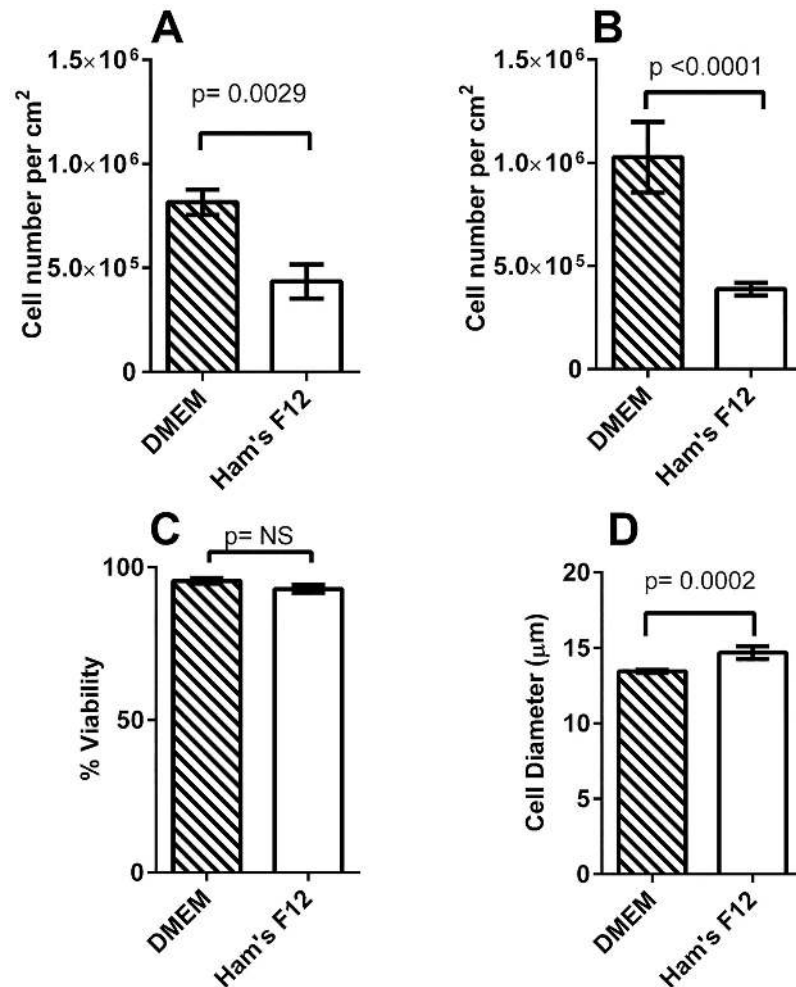 A
Cell number per cm²
1.5×10⁶
1.0×10⁶
5.0×10⁵
0
p= 0.0029
DMEM
Ham's F12
B
Cell number per cm²
1.5×10⁶
1.0×10⁶
5.0×10⁵
0
p <0.0001
DMEM
Ham's F12
C
% Viability
100
50
0
p= NS
DMEM
Ham's F12
D
Cell Diameter (μm)
20
15
10
5
0
p= 0.0002
DMEM
Ham's F12